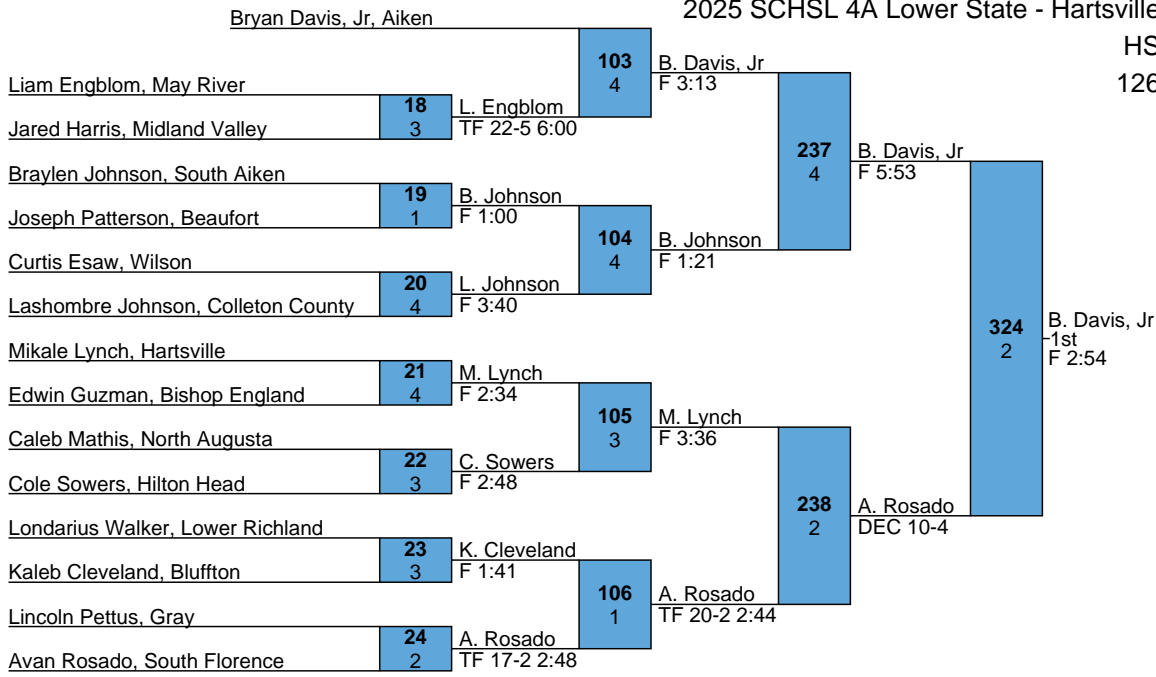 2025 SCHSL 4A Lower State - Hartsville
HS
126
Bryan Davis, Jr, Aiken
Liam Engblom, May River
Jared Harris, Midland Valley
Braylen Johnson, South Aiken
Joseph Patterson, Beaufort
Curtis Esaw, Wilson
Lashombre Johnson, Colleton County
Mikale Lynch, Hartsville
Edwin Guzman, Bishop England
Caleb Mathis, North Augusta
Cole Sowers, Hilton Head
Londarius Walker, Lower Richland
Kaleb Cleveland, Bluffton
Lincoln Pettus, Gray
Avan Rosado, South Florence
18
3
19
1
20
4
21
4
22
3
23
3
24
2
L. Engblom
TF 22-5 6:00
B. Johnson
F 1:00
L. Johnson
F 3:40
M. Lynch
F 2:34
C. Sowers
F 2:48
K. Cleveland
F 1:41
A. Rosado
TF 17-2 2:48
103
4
104
4
105
3
106
1
B. Davis, Jr
F 3:13
B. Johnson
F 1:21
M. Lynch
F 3:36
A. Rosado
TF 20-2 2:44
237
4
238
2
B. Davis, Jr
F 5:53
A. Rosado
DEC 10-4
324
2
B. Davis, Jr
1st
F 2:54